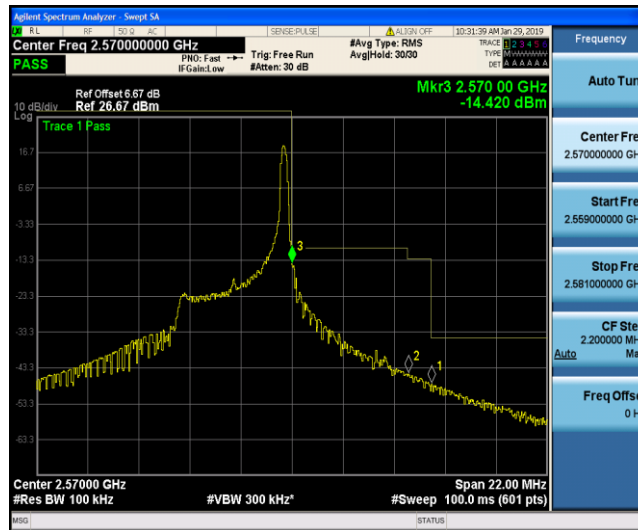 Agilent Spectrum Analyzer - Swept SA
RL RF 50 Ω AC SENSE:PULSE ALIGN OFF 10:31:39 AM Jan 29, 2019
Center Freq 2.570000000 GHz
PASS
PNO: Fast
IFGain:Low
Trig: Free Run
#Atten: 30 dB
#Avg Type: RMS
Avg|Hold: 30/30
TRACE 1 2 3 4 5 6
TYPE
DET A A A A A A
Ref Offset 6.67 dB
10 dB/div Ref 26.67 dBm
Log
Mkr3 2.570 00 GHz
-14.420 dBm
Trace 1 Pass
16.7
6.67
-3.33
-13.3
-23.3
-33.3
-43.3
-53.3
-63.3
3
2
1
Center 2.57000 GHz
Span 22.00 MHz
#Res BW 100 kHz
#VBW 300 kHz*
#Sweep 100.0 ms (601 pts)
MSG
STATUS
Frequency
Auto Tun
Center Fre
2.570000000 GH
Start Fre
2.559000000 GH
Stop Fre
2.581000000 GH
CF Ste
2.200000 MH
Auto Ma
Freq Offse
0 H